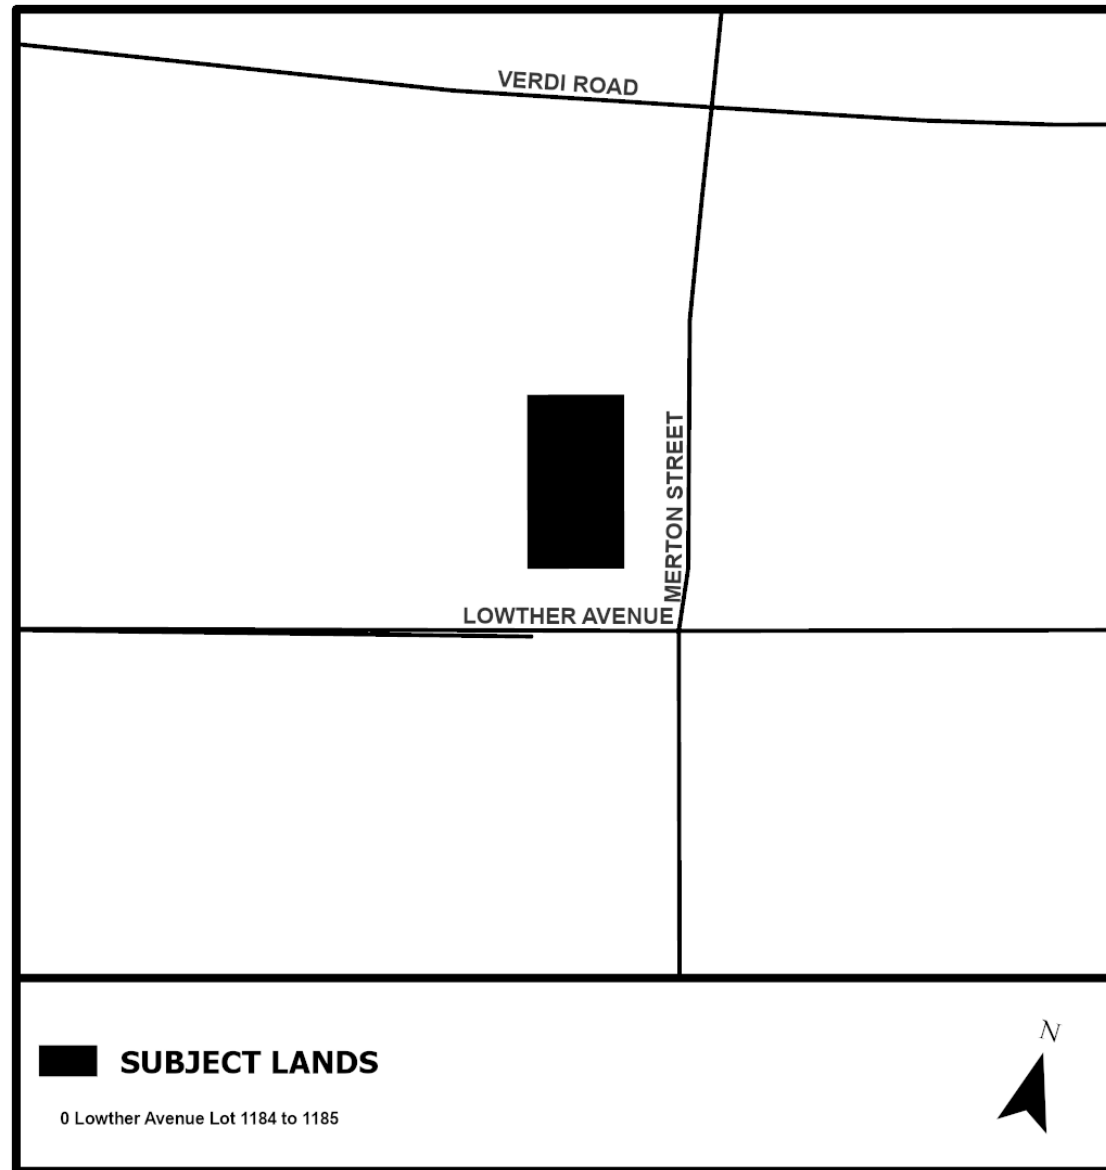 VERDI ROAD
MERTON STREET
LOWTHER AVENUE
N
SUBJECT LANDS
0 Lowther Avenue Lot 1184 to 1185